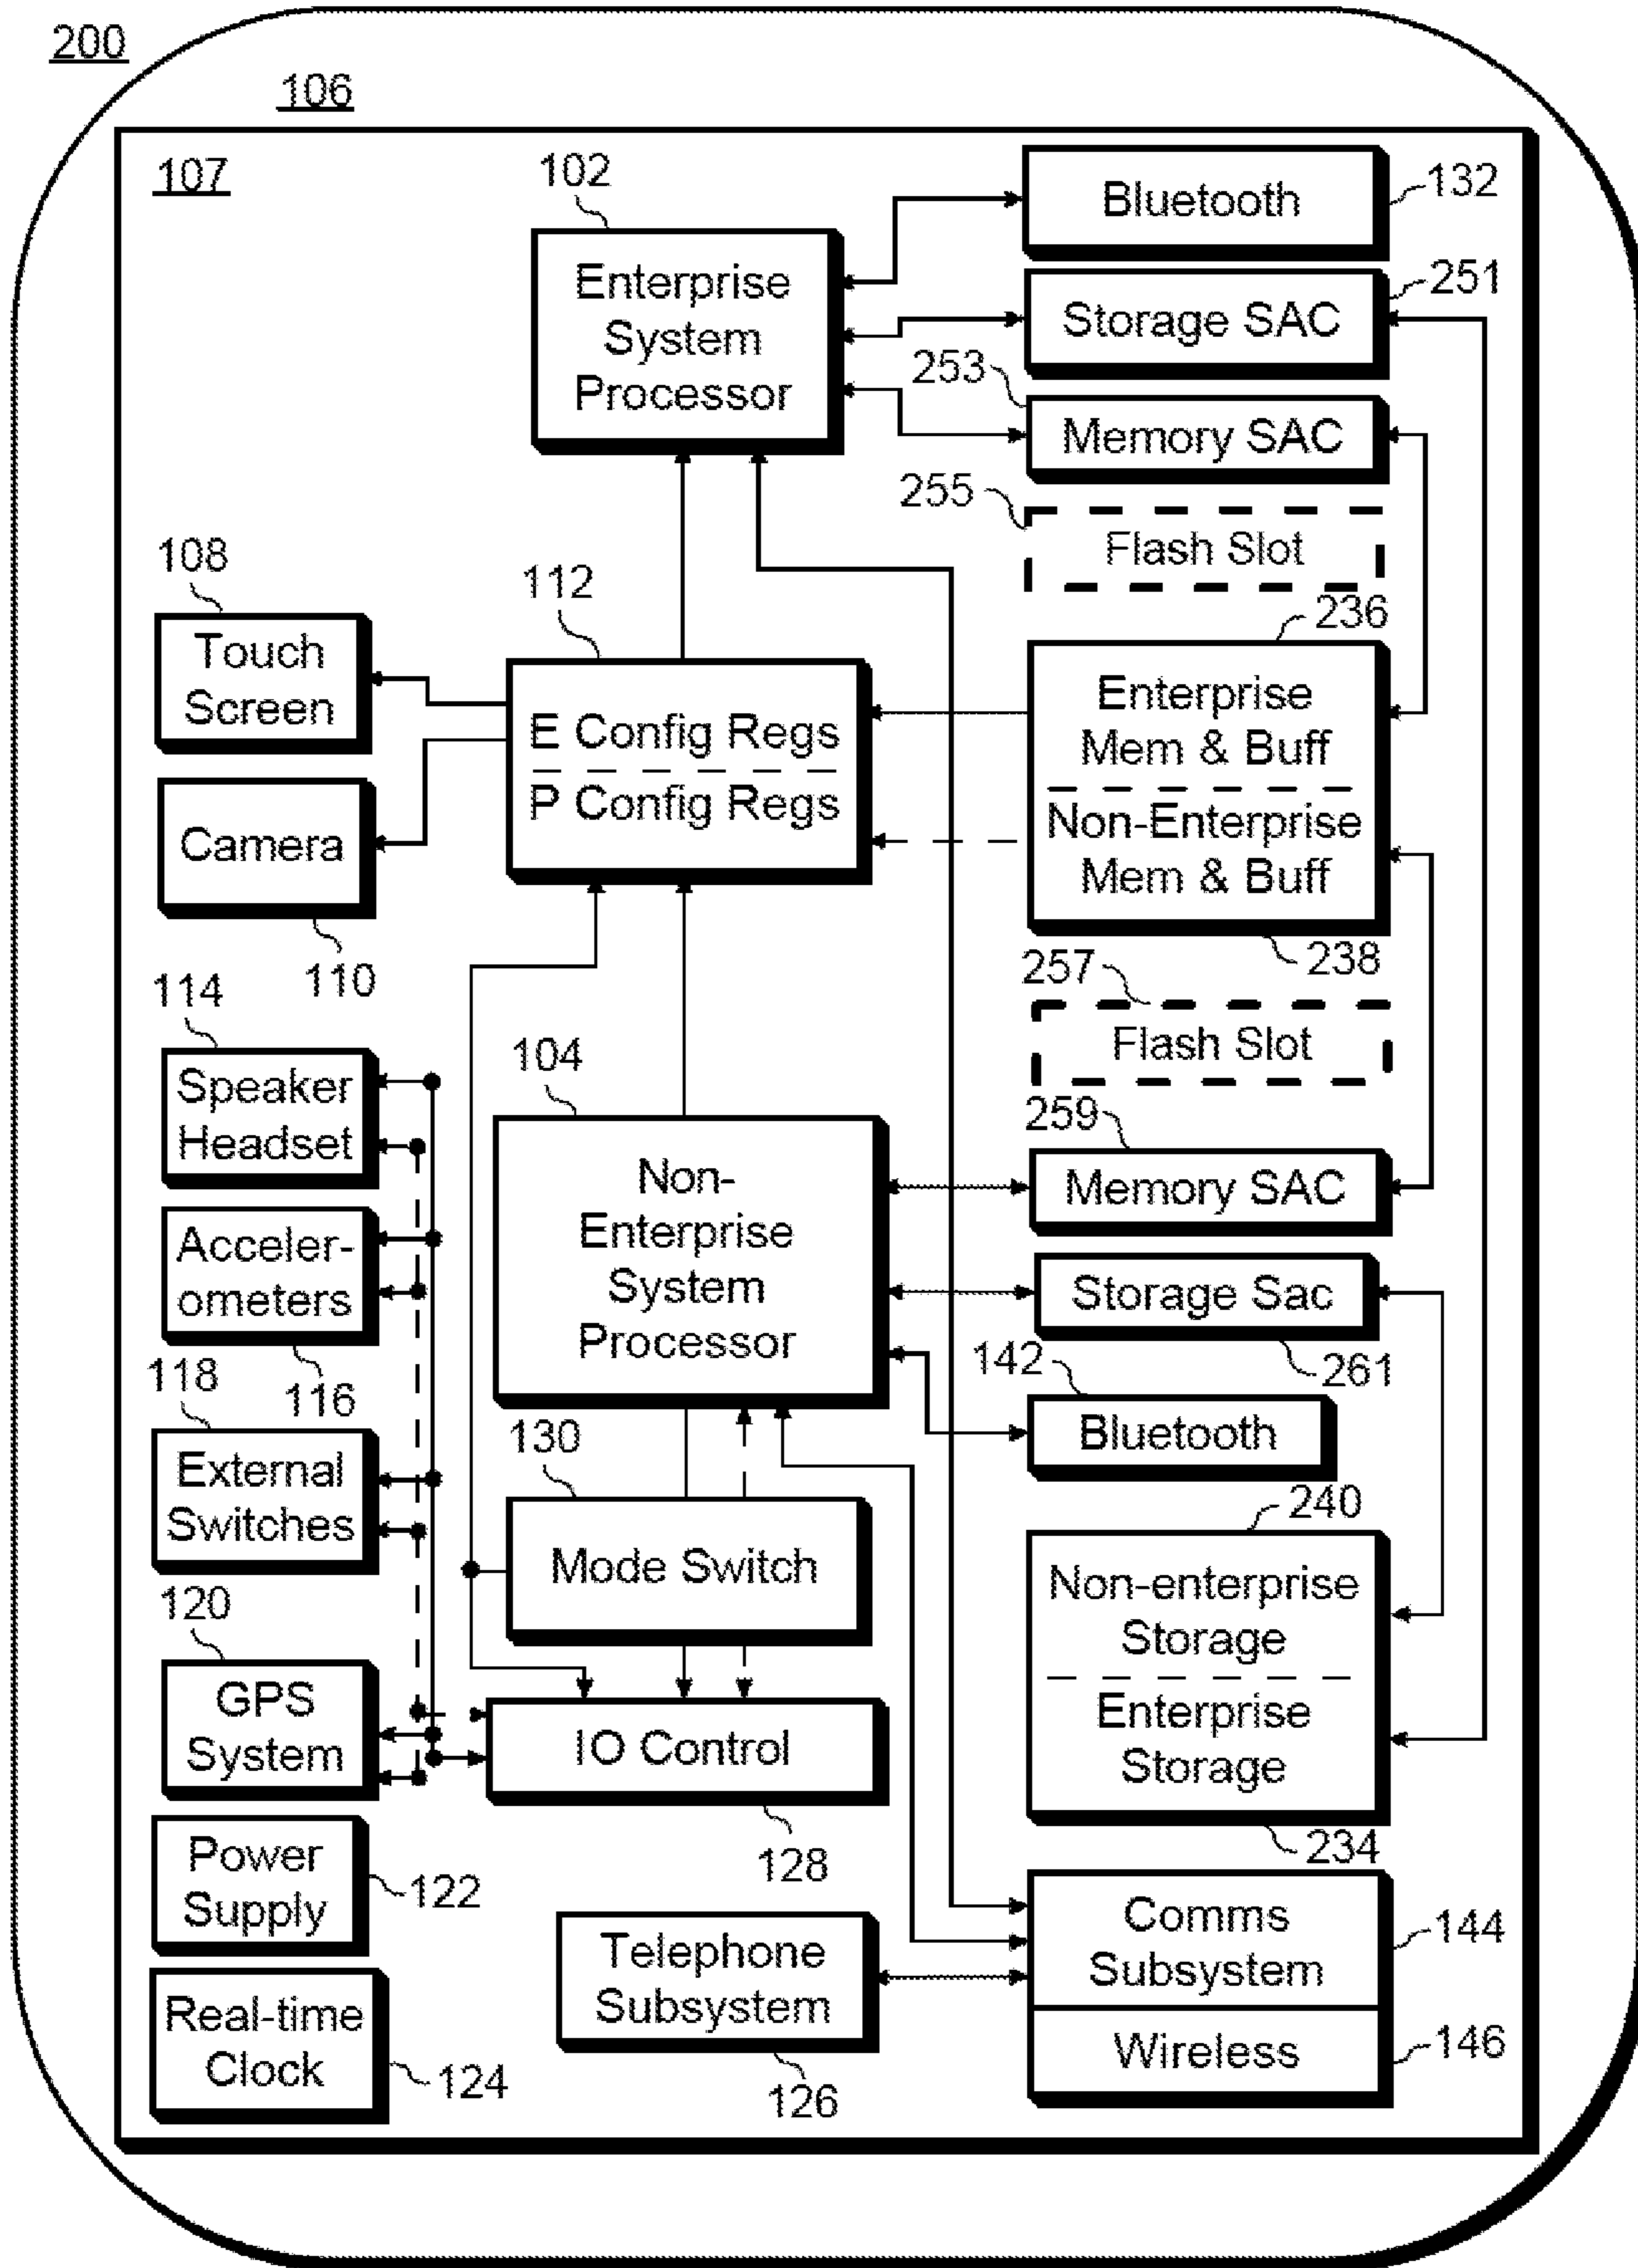 200
106
107
102
Bluetooth
132
Enterprise
System
Processor
251
Storage SAC
253
Memory SAC
255
Flash Slot
108
Touch
Screen
112
E Config Regs
P Config Regs
236
Enterprise
Mem & Buff
Non-Enterprise
Mem & Buff
238
Camera
110
114
Speaker
Headset
104
Non-
Enterprise
System
Processor
257
Flash Slot
259
Memory SAC
Acceler-
ometers
116
Storage Sac
261
118
External
Switches
142
Bluetooth
130
Mode Switch
240
Non-enterprise
Storage
Enterprise
Storage
234
120
GPS
System
IO Control
128
Power
Supply
122
Telephone
Subsystem
126
Comms
Subsystem
144
Wireless
146
Real-time
Clock
124